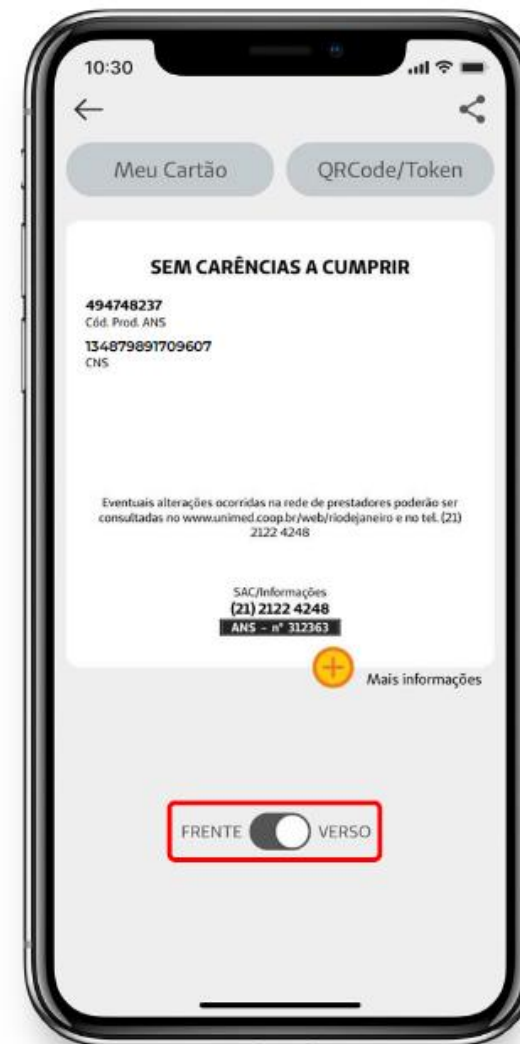 10:30
Meu Cartão
QRCode/Token
SEM CARÊNCIAS A CUMPRIR
494748237
Cód. Prod. ANS
134879891709607
CNS
Eventuais alterações ocorridas na rede de prestadores poderão ser
consultadas no www.unimed.coop.br/web/riodejaneiro e no tel. (21)
2122 4248
SAC/Informações
(21) 2122 4248
ANS - nº 312363
Mais informações
FRENTE VERSO